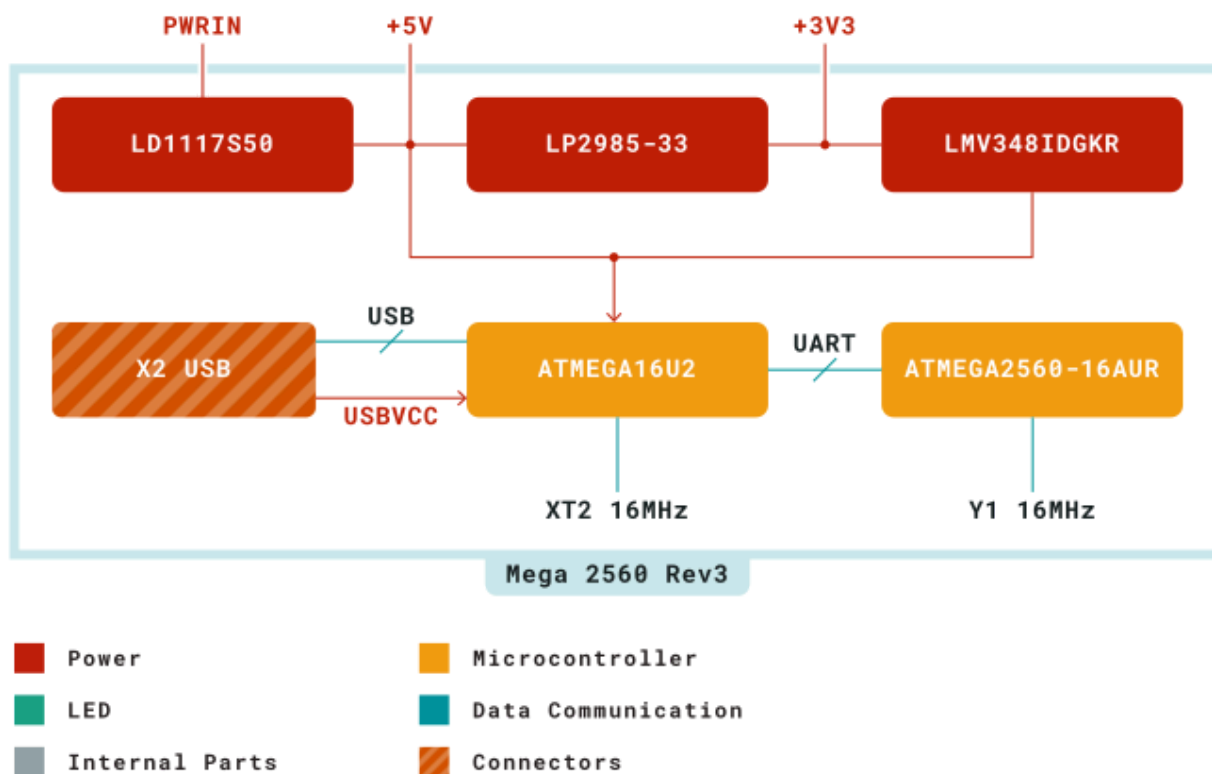 PWRIN
+5V
+3V3
LD1117S50
LP2985-33
LMV348IDGKR
USB
X2 USB
ATMEGA16U2
UART
ATMEGA2560-16AUR
USBVCC
XT2 16MHz
Y1 16MHz
Mega 2560 Rev3
Power
Microcontroller
LED
Data Communication
Internal Parts
Connectors